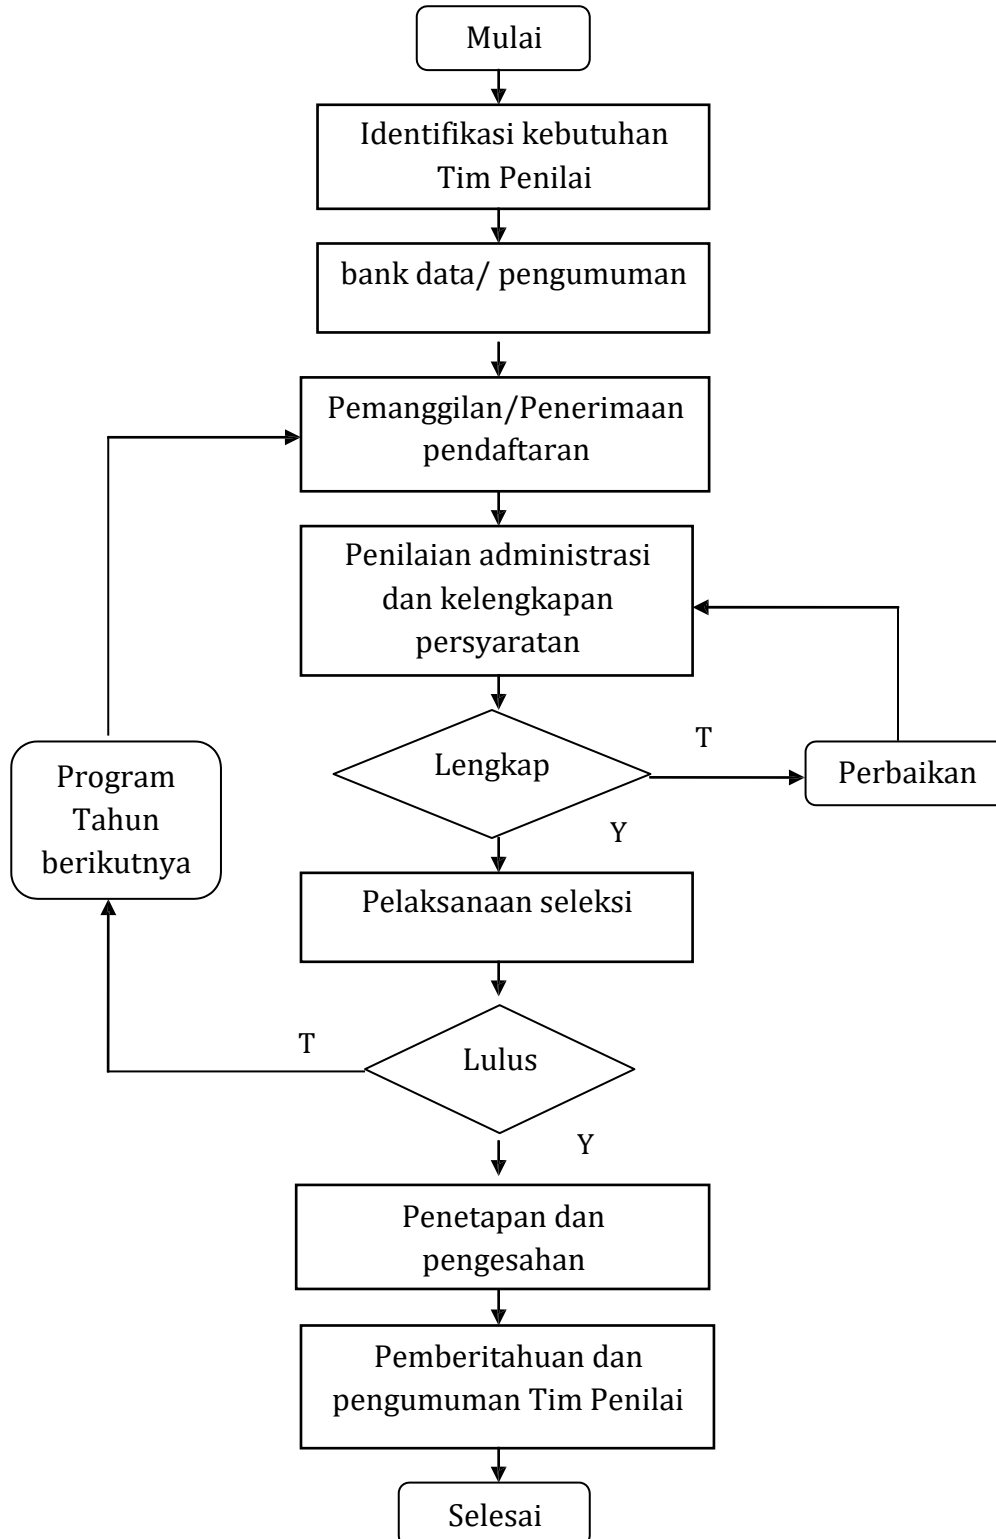 Mulai
Identifikasi kebutuhan
Tim Penilai
bank data/ pengumuman
Pemanggilan/Penerimaan
pendaftaran
Penilaian administrasi
dan kelengkapan
persyaratan
Lengkap
T
Perbaikan
Program
Tahun
berikutnya
Y
Pelaksanaan seleksi
T
Lulus
Y
Penetapan dan
pengesahan
Pemberitahuan dan
pengumuman Tim Penilai
Selesai